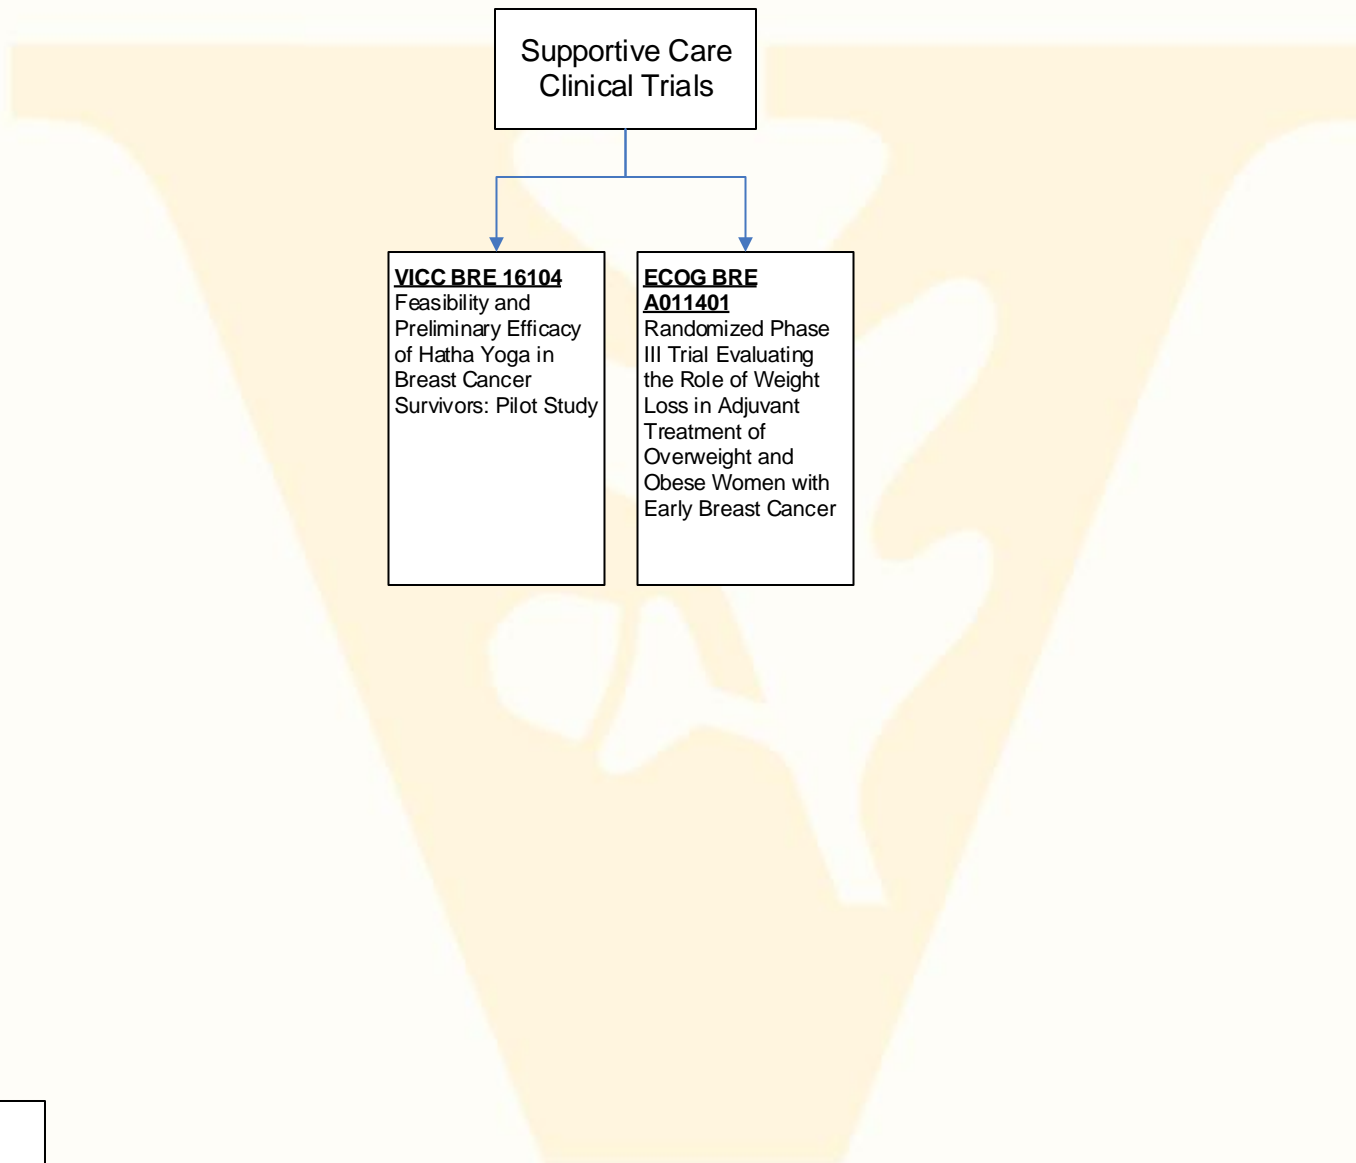 Supportive Care
Clinical Trials
VICC BRE 16104
Feasibility and
Preliminary Efficacy
of Hatha Yoga in
Breast Cancer
Survivors: Pilot Study
ECOG BRE
A011401
Randomized Phase
III Trial Evaluating
the Role of Weight
Loss in Adjuvant
Treatment of
Overweight and
Obese Women with
Early Breast Cancer